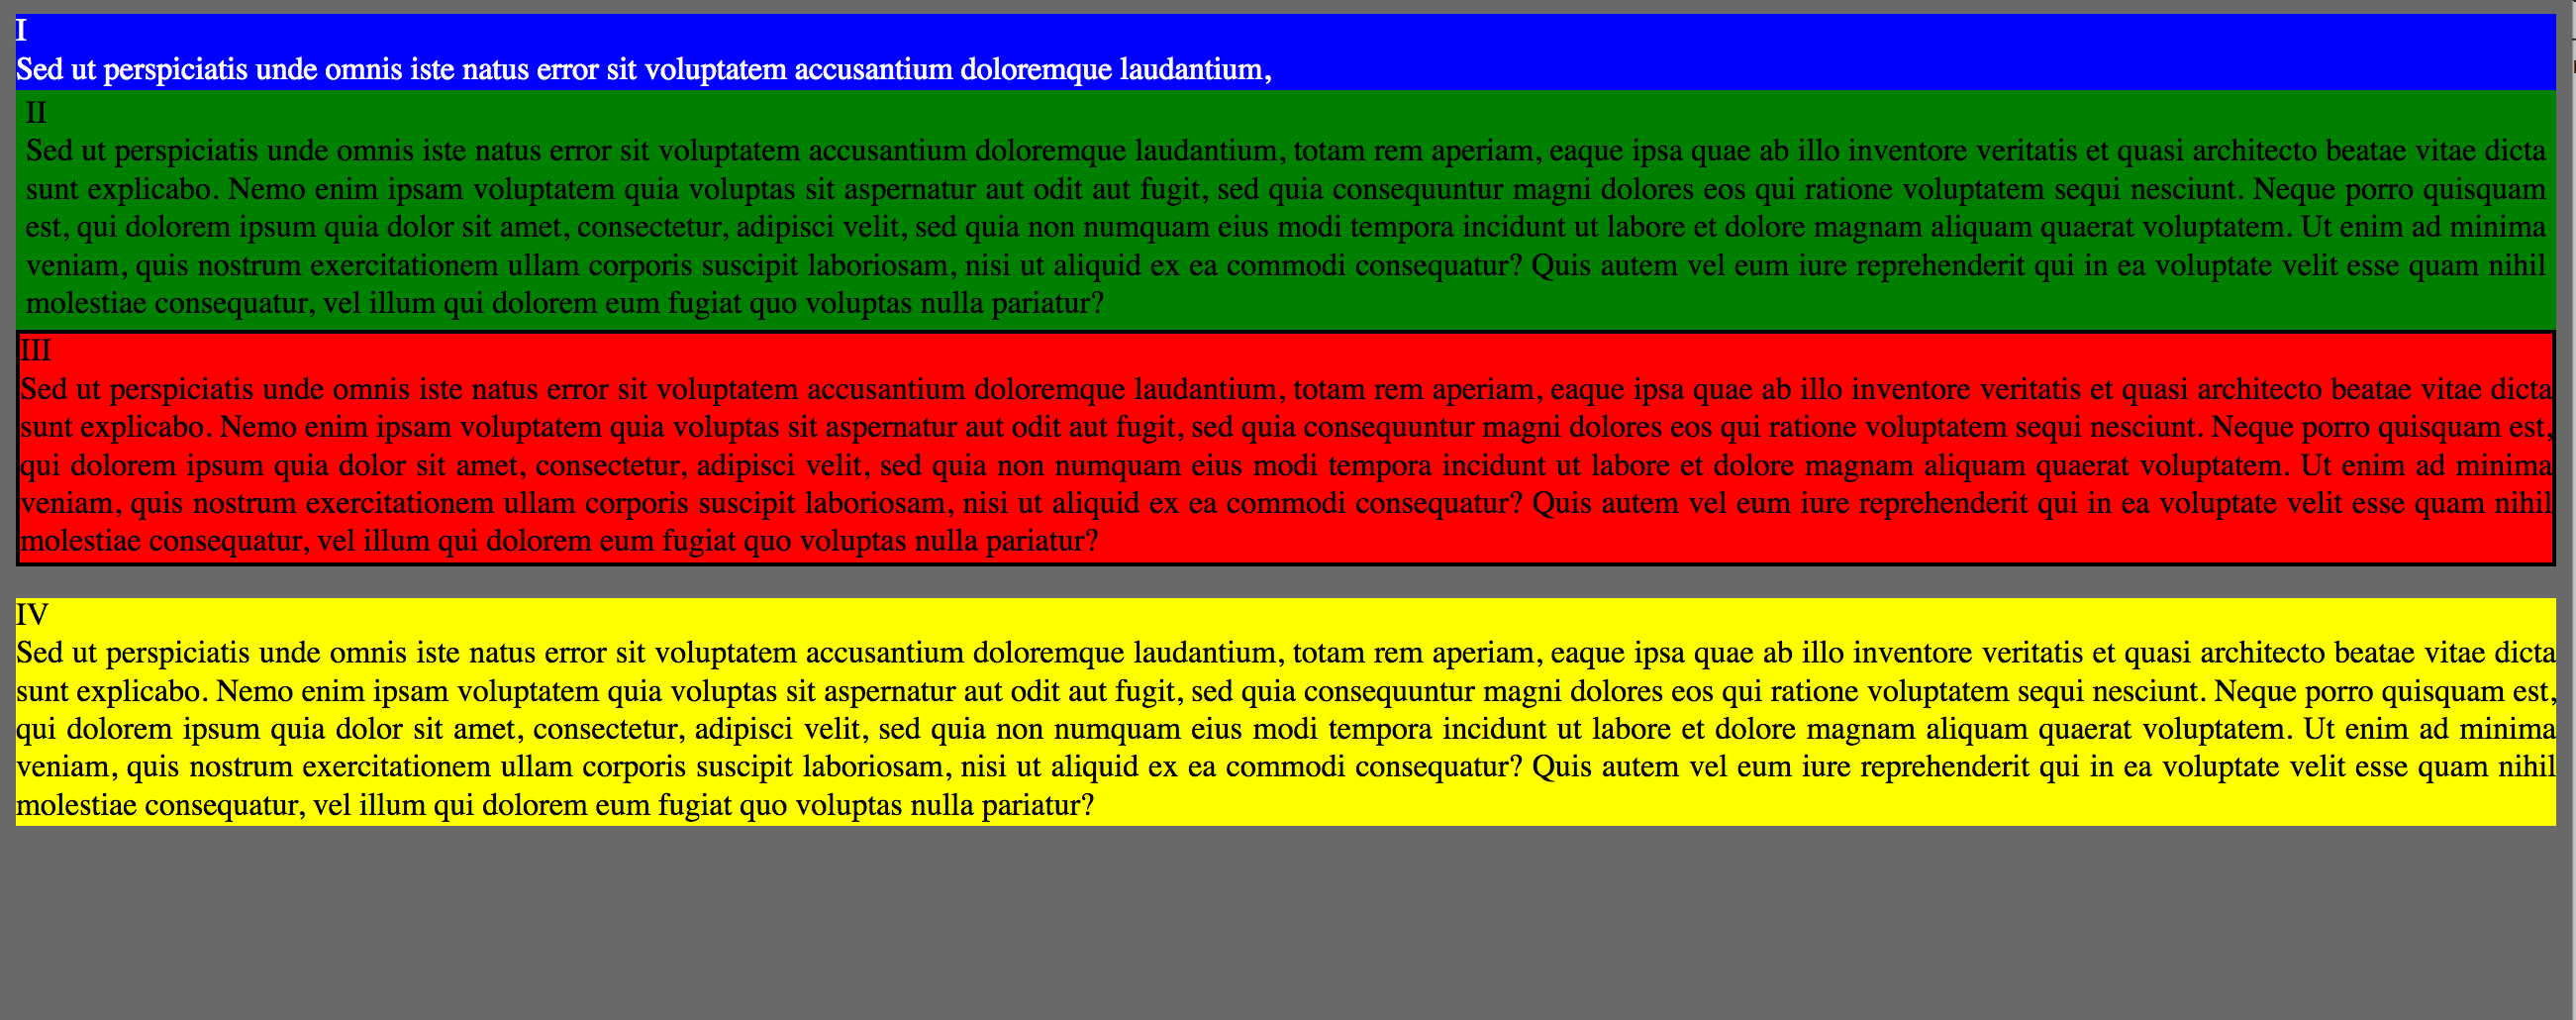 I
Sed ut perspiciatis unde omnis iste natus error sit voluptatem accusantium doloremque laudantium,
II
Sed ut perspiciatis unde omnis iste natus error sit voluptatem accusantium doloremque laudantium, totam rem aperiam, eaque ipsa quae ab illo inventore veritatis et quasi architecto beatae vitae dicta
sunt explicabo. Nemo enim ipsam voluptatem quia voluptas sit aspernatur aut odit aut fugit, sed quia consequuntur magni dolores eos qui ratione voluptatem sequi nesciunt. Neque porro quisquam
est, qui dolorem ipsum quia dolor sit amet, consectetur, adipisci velit, sed quia non numquam eius modi tempora incidunt ut labore et dolore magnam aliquam quaerat voluptatem. Ut enim ad minima
veniam, quis nostrum exercitationem ullam corporis suscipit laboriosam, nisi ut aliquid ex ea commodi consequatur? Quis autem vel eum iure reprehenderit qui in ea voluptate velit esse quam nihil
molestiae consequatur, vel illum qui dolorem eum fugiat quo voluptas nulla pariatur?
III
Sed ut perspiciatis unde omnis iste natus error sit voluptatem accusantium doloremque laudantium, totam rem aperiam, eaque ipsa quae ab illo inventore veritatis et quasi architecto beatae vitae dicta
sunt explicabo. Nemo enim ipsam voluptatem quia voluptas sit aspernatur aut odit aut fugit, sed quia consequuntur magni dolores eos qui ratione voluptatem sequi nesciunt. Neque porro quisquam est,
qui dolorem ipsum quia dolor sit amet, consectetur, adipisci velit, sed quia non numquam eius modi tempora incidunt ut labore et dolore magnam aliquam quaerat voluptatem. Ut enim ad minima
veniam, quis nostrum exercitationem ullam corporis suscipit laboriosam, nisi ut aliquid ex ea commodi consequatur? Quis autem vel eum iure reprehenderit qui in ea voluptate velit esse quam nihil
molestiae consequatur, vel illum qui dolorem eum fugiat quo voluptas nulla pariatur?
IV
Sed ut perspiciatis unde omnis iste natus error sit voluptatem accusantium doloremque laudantium, totam rem aperiam, eaque ipsa quae ab illo inventore veritatis et quasi architecto beatae vitae dicta
sunt explicabo. Nemo enim ipsam voluptatem quia voluptas sit aspernatur aut odit aut fugit, sed quia consequuntur magni dolores eos qui ratione voluptatem sequi nesciunt. Neque porro quisquam est,
qui dolorem ipsum quia dolor sit amet, consectetur, adipisci velit, sed quia non numquam eius modi tempora incidunt ut labore et dolore magnam aliquam quaerat voluptatem. Ut enim ad minima
veniam, quis nostrum exercitationem ullam corporis suscipit laboriosam, nisi ut aliquid ex ea commodi consequatur? Quis autem vel eum iure reprehenderit qui in ea voluptate velit esse quam nihil
molestiae consequatur, vel illum qui dolorem eum fugiat quo voluptas nulla pariatur?